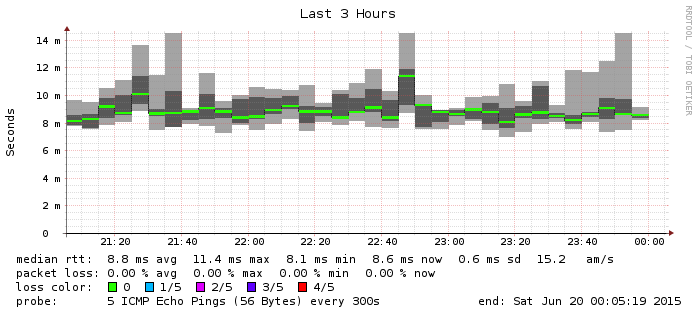 Last 3 Hours
RRDTOOL / TOBI OETIKER
Seconds
14 m
12 m
10 m
8 m
6 m
4 m
2 m
0
21:20 21:40 22:00 22:20 22:40 23:00 23:20 23:40 00:00
median rtt: 8.8 ms avg 11.4 ms max 8.1 ms min 8.6 ms now 0.6 ms sd 15.2 am/s
packet loss: 0.00 % avg 0.00 % max 0.00 % min 0.00 % now
loss color: 0 1/5 2/5 3/5 4/5
probe: 5 ICMP Echo Pings (56 Bytes) every 300s end: Sat Jun 20 00:05:19 2015